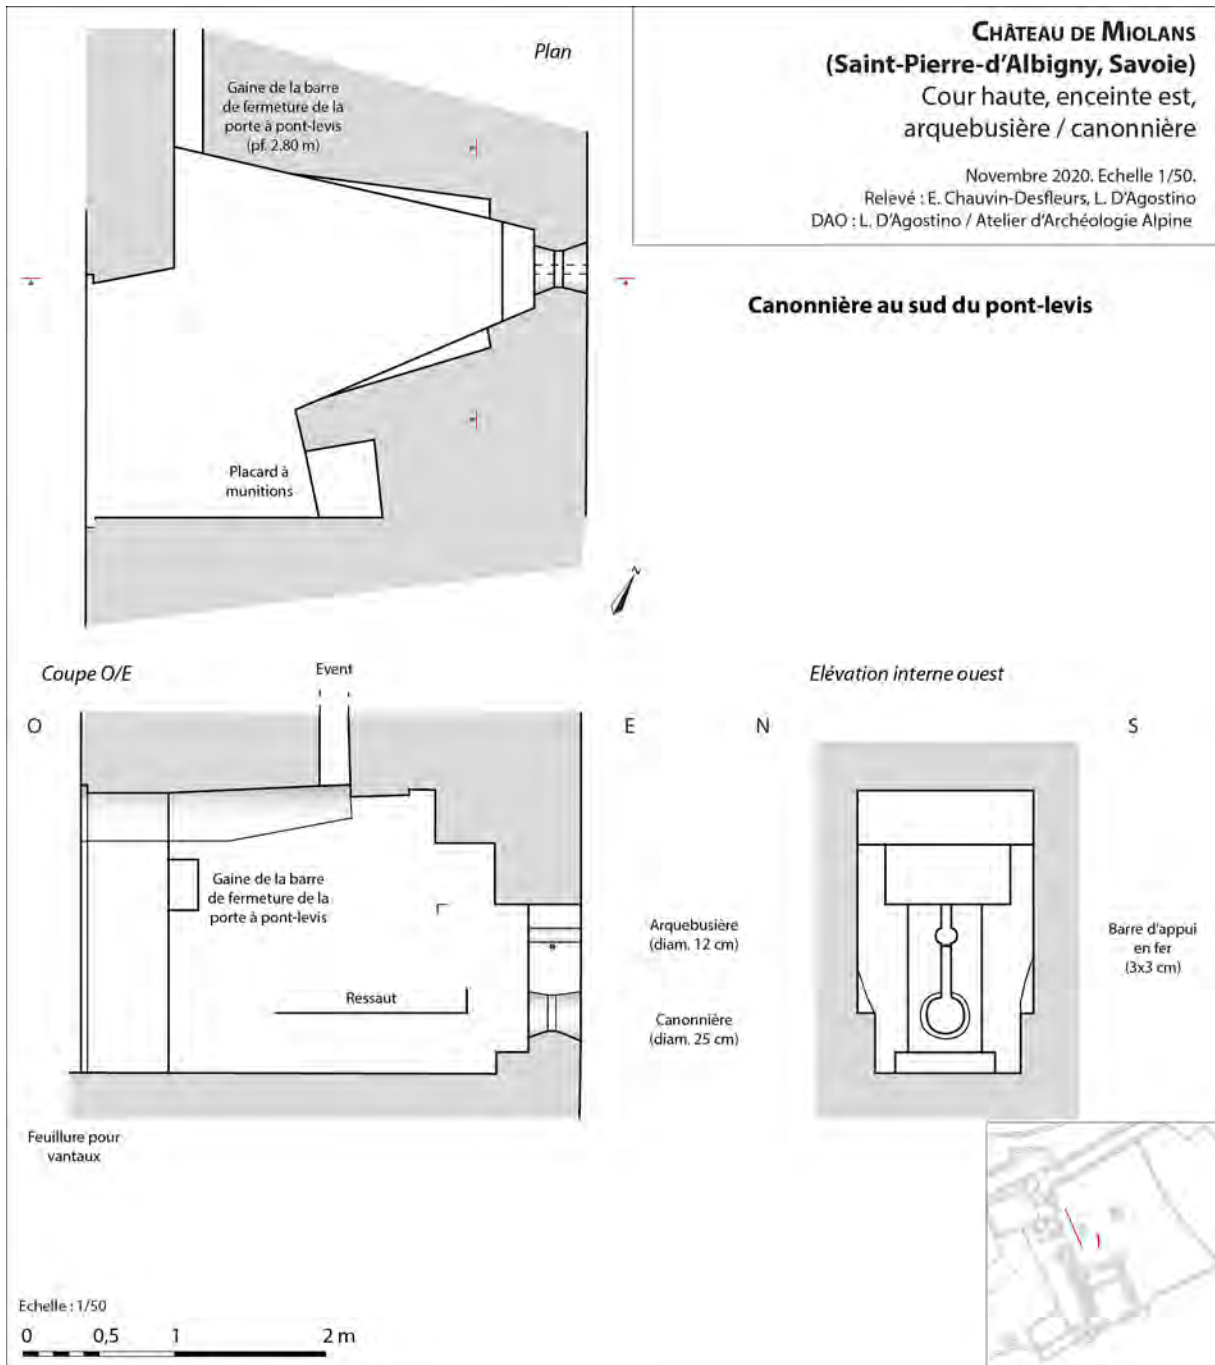 Plan
CHÂTEAU DE MIOLANS
(Saint-Pierre-d'Albigny, Savoie)
Cour haute, enceinte est,
arquebusière / canonnière
Novembre 2020. Echelle 1/50.
Relevé : E. Chauvin-Desfleurs, L. D'Agostino
DAO : L. D'Agostino / Atelier d'Archéologie Alpine
Gaine de la barre
de fermeture de la
porte à pont-levis
(pf. 2.80 m)
Canonnière au sud du pont-levis
Placard à
munitions
N
Coupe O/E
Event
Elévation interne ouest
O
E
N
S
Gaine de la barre
de fermeture de la
porte à pont-levis
Ressaut
Arquebusière
(diam. 12 cm)
Canonnière
(diam. 25 cm)
Barre d'appui
en fer
(3x3 cm)
Feuillure pour
vantaux
Echelle : 1/50
0 0,5 1 2 m